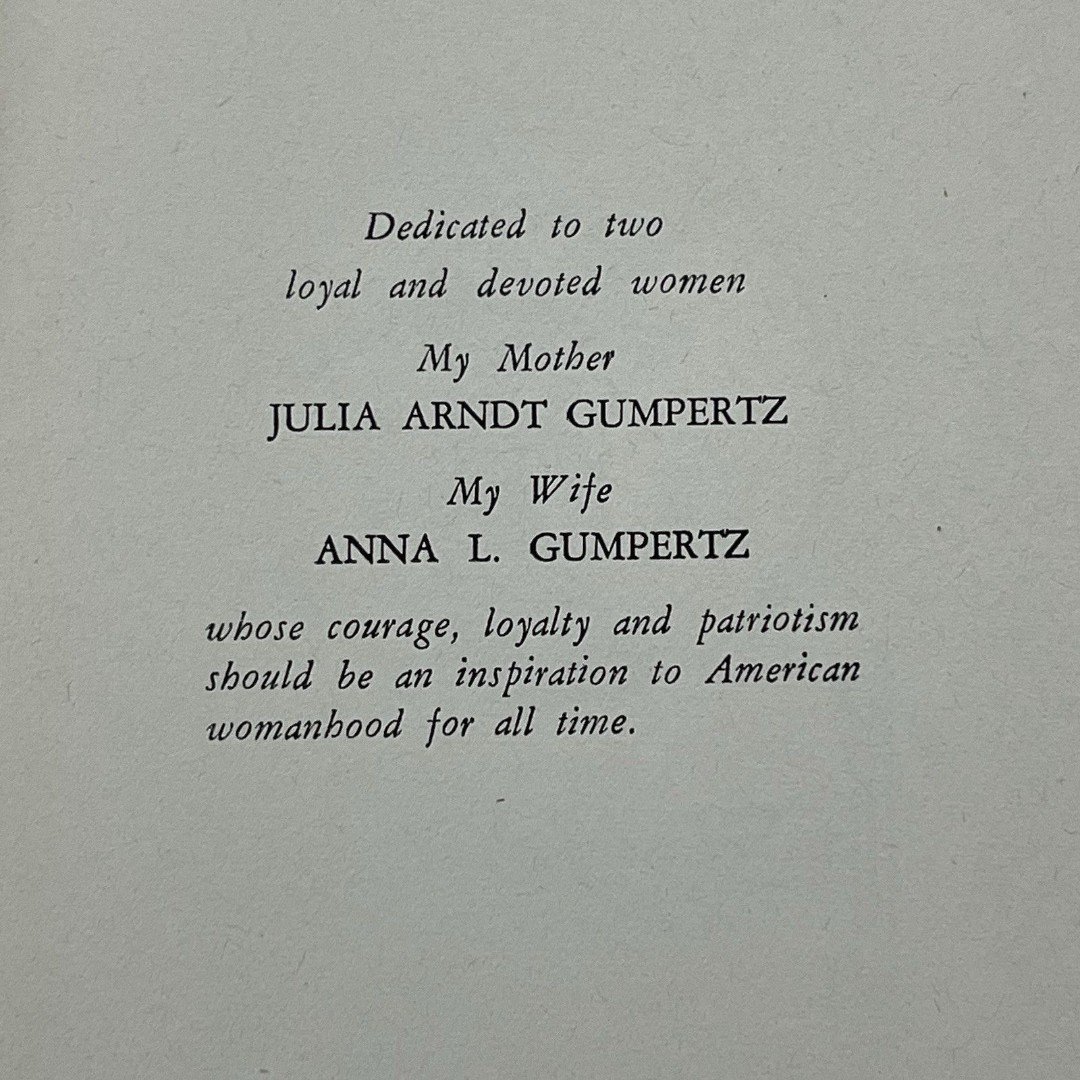 Dedicated to two
loyal and devoted women
My Mother
JULIA ARNDT GUMPERTZ
My Wife
ANNA L. GUMPERTZ
whose courage, loyalty and patriotism
should be an inspiration to American
womanhood for all time.